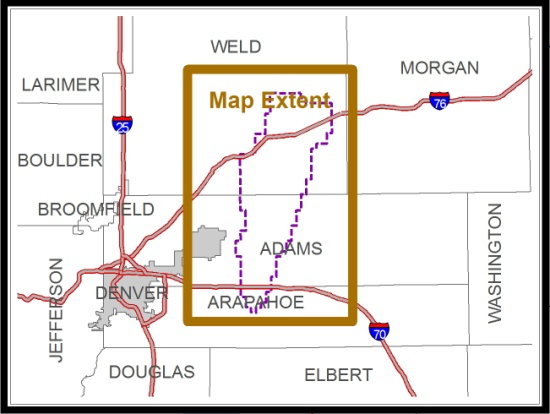 WELD
MORGAN
LARIMER
Map Extent
76
25
BOULDER
BROOMFIELD
WASHINGTON
ADAMS
JEFFERSON
DENVER
ARAPAHOE
70
DOUGLAS
ELBERT